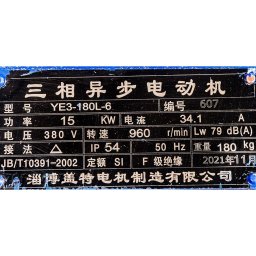 三相异步电动机
型号 YE3-180L-6 编号 607
功率 15 KW 电流 34.1 A
电压 380 V 转速 960 r/min Lw 79 dB(A)
接法 △ IP 54 50 Hz 重量 180 kg
JB/T10391-2002 定额 SI F 级绝缘 2021年11月
淄博盖特电机制造有限公司